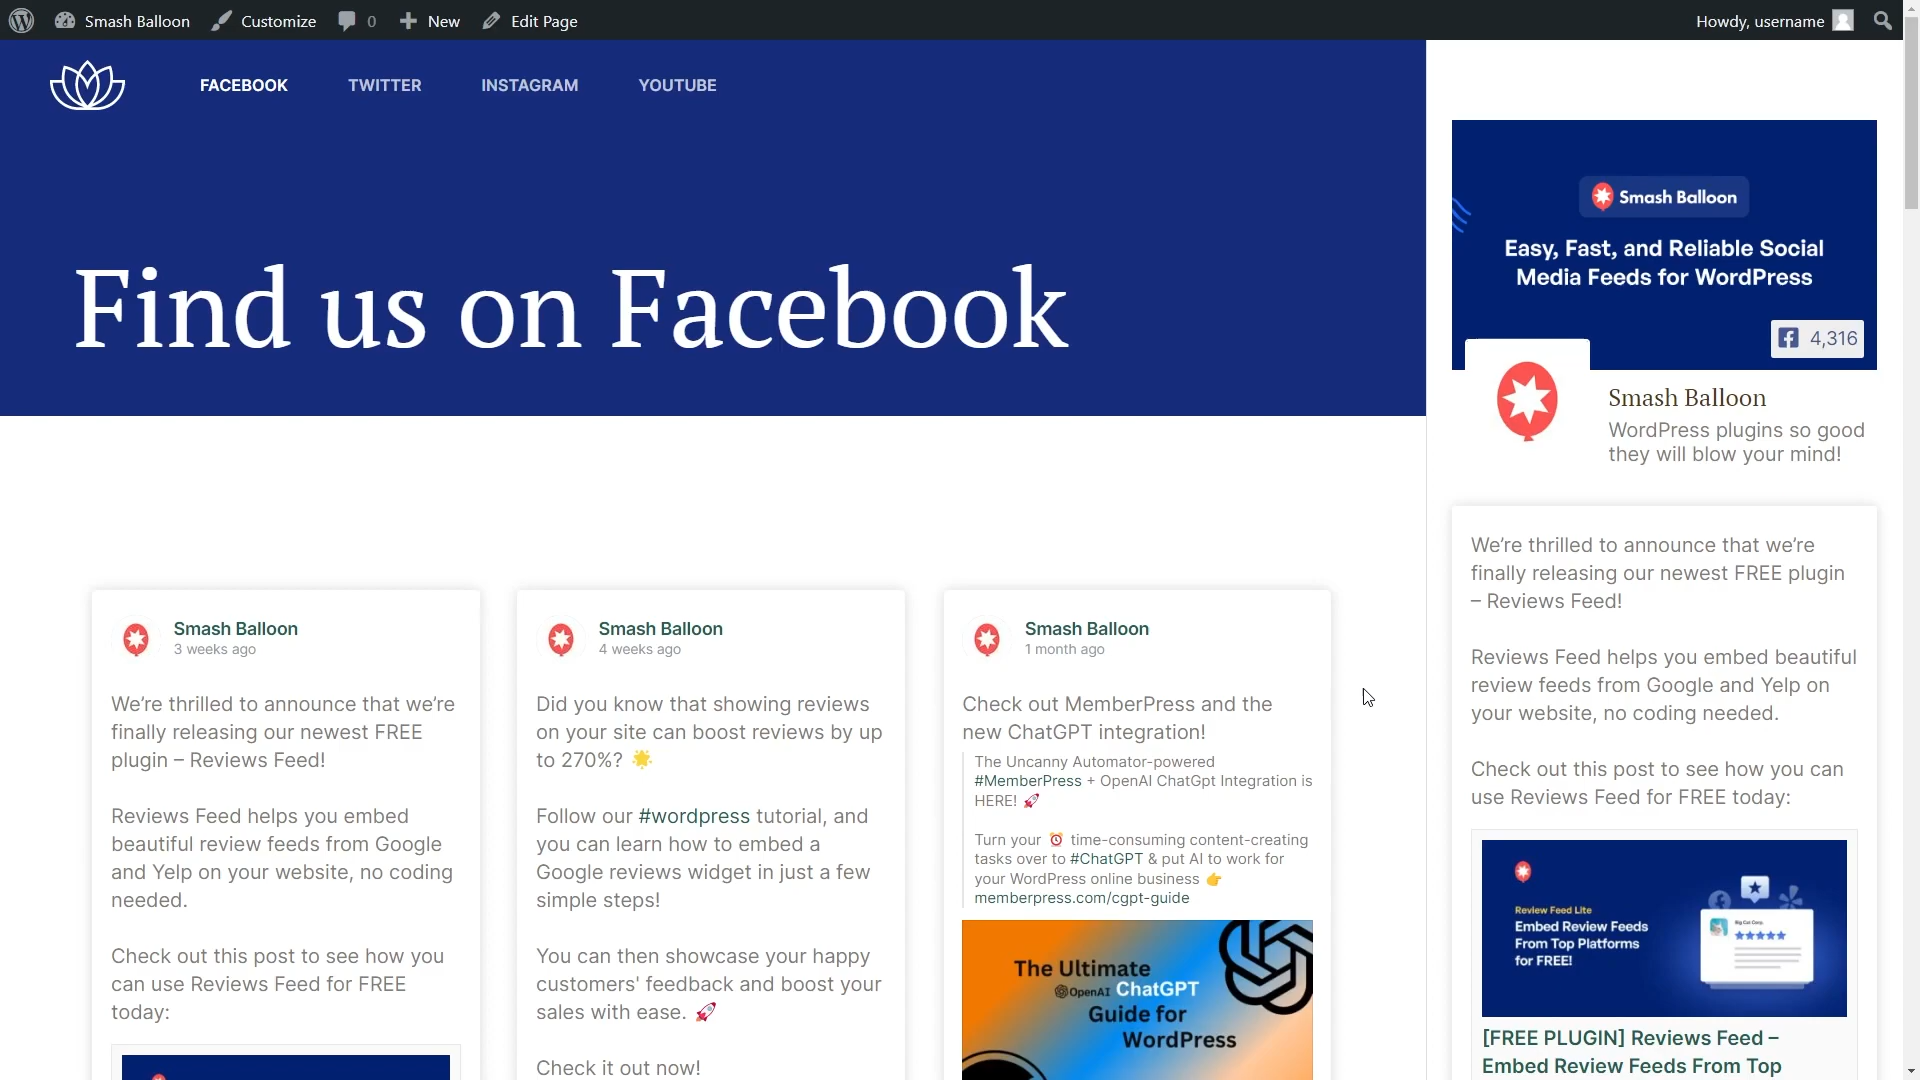 Smash Balloon Customize 0 New Edit Page Howdy, username
FACEBOOK TWITTER INSTAGRAM YOUTUBE
Find us on Facebook
Smash Balloon
Easy, Fast, and Reliable Social
Media Feeds for WordPress
4,316
Smash Balloon
WordPress plugins so good
they will blow your mind!
Smash Balloon
3 weeks ago
We're thrilled to announce that we're
finally releasing our newest FREE
plugin – Reviews Feed!
Reviews Feed helps you embed
beautiful review feeds from Google
and Yelp on your website, no coding
needed.
Check out this post to see how you
can use Reviews Feed for FREE
today:
Smash Balloon
4 weeks ago
Did you know that showing reviews
on your site can boost reviews by up
to 270%? 🌟
Follow our #wordpress tutorial, and
you can learn how to embed a
Google reviews widget in just a few
simple steps!
You can then showcase your happy
customers' feedback and boost your
sales with ease. 🚀
Check it out now!
Smash Balloon
1 month ago
Check out MemberPress and the
new ChatGPT integration!
The Uncanny Automator-powered
#MemberPress + OpenAI ChatGpt Integration is
HERE! 🚀
Turn your ⏰ time-consuming content-creating
tasks over to #ChatGPT & put AI to work for
your WordPress online business 👉
memberpress.com/cgpt-guide
The Ultimate
OpenAI ChatGPT
Guide for
WordPress
We're thrilled to announce that we're
finally releasing our newest FREE plugin
– Reviews Feed!
Reviews Feed helps you embed beautiful
review feeds from Google and Yelp on
your website, no coding needed.
Check out this post to see how you can
use Reviews Feed for FREE today:
Review Feed Lite
Embed Review Feeds
From Top Platforms
for FREE!
Big Cat Corp.
[FREE PLUGIN] Reviews Feed –
Embed Review Feeds From Top